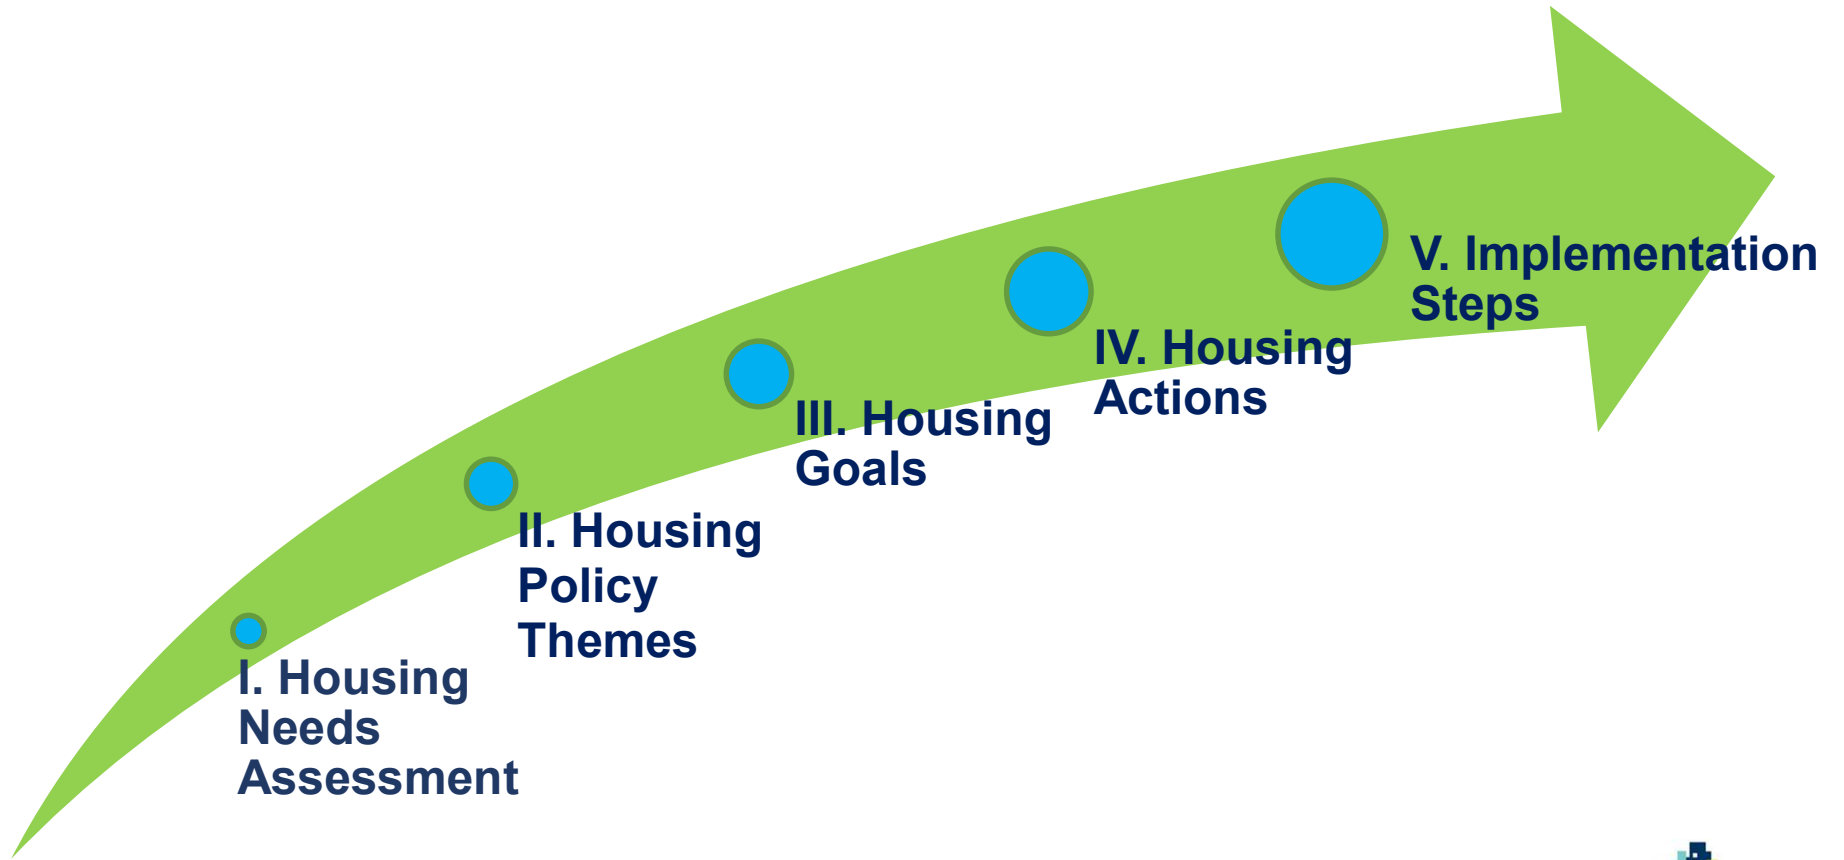 I. Housing
Needs
Assessment
II. Housing
Policy
Themes
III. Housing
Goals
IV. Housing
Actions
V. Implementation
Steps